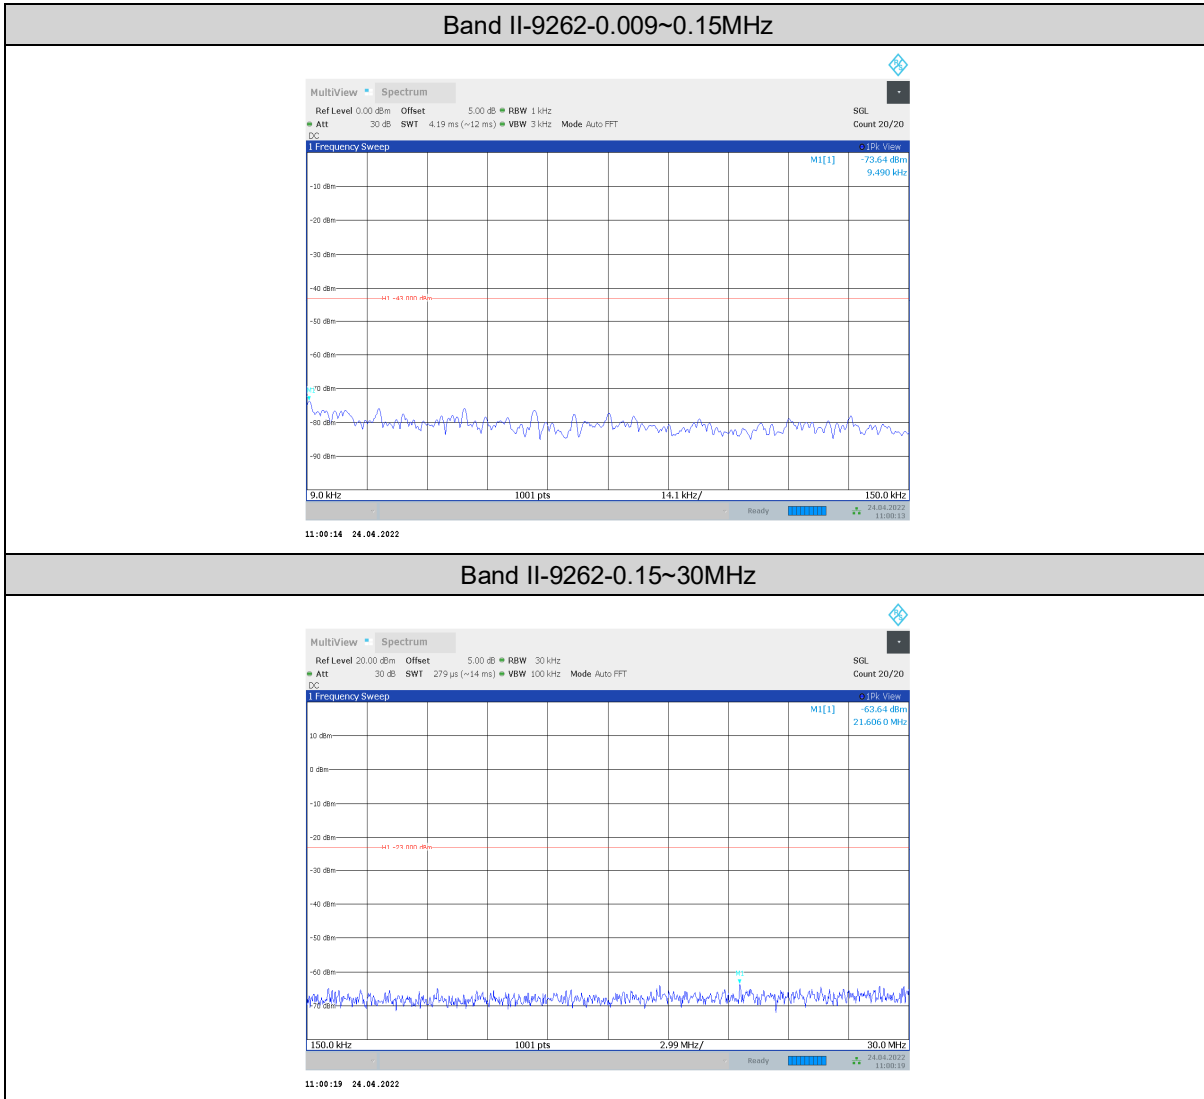 Band II-9262-0.009~0.15MHz
MultiView Spectrum
Ref Level 0.00 dBm Offset 5.00 dB RBW 1 kHz SGL
Att 30 dB SWT 4.19 ms (~12 ms) VBW 3 kHz Mode Auto FFT Count 20/20
DC
1 Frequency Sweep 1Pk View
M1[1] -73.64 dBm
9.490 kHz
-10 dBm
-20 dBm
-30 dBm
-40 dBm
H1 -43.000 dBm
-50 dBm
-60 dBm
-70 dBm
-80 dBm
-90 dBm
9.0 kHz 1001 pts 14.1 kHz/ 150.0 kHz
Ready 24.04.2022
11:00:13
11:00:14 24.04.2022
Band II-9262-0.15~30MHz
MultiView Spectrum
Ref Level 20.00 dBm Offset 5.00 dB RBW 30 kHz SGL
Att 30 dB SWT 279 µs (~14 ms) VBW 100 kHz Mode Auto FFT Count 20/20
DC
1 Frequency Sweep 1Pk View
M1[1] -63.64 dBm
21.6060 MHz
10 dBm
0 dBm
-10 dBm
-20 dBm
H1 -23.000 dBm
-30 dBm
-40 dBm
-50 dBm
-60 dBm
M1
-70 dBm
150.0 kHz 1001 pts 2.99 MHz/ 30.0 MHz
Ready 24.04.2022
11:00:19
11:00:19 24.04.2022